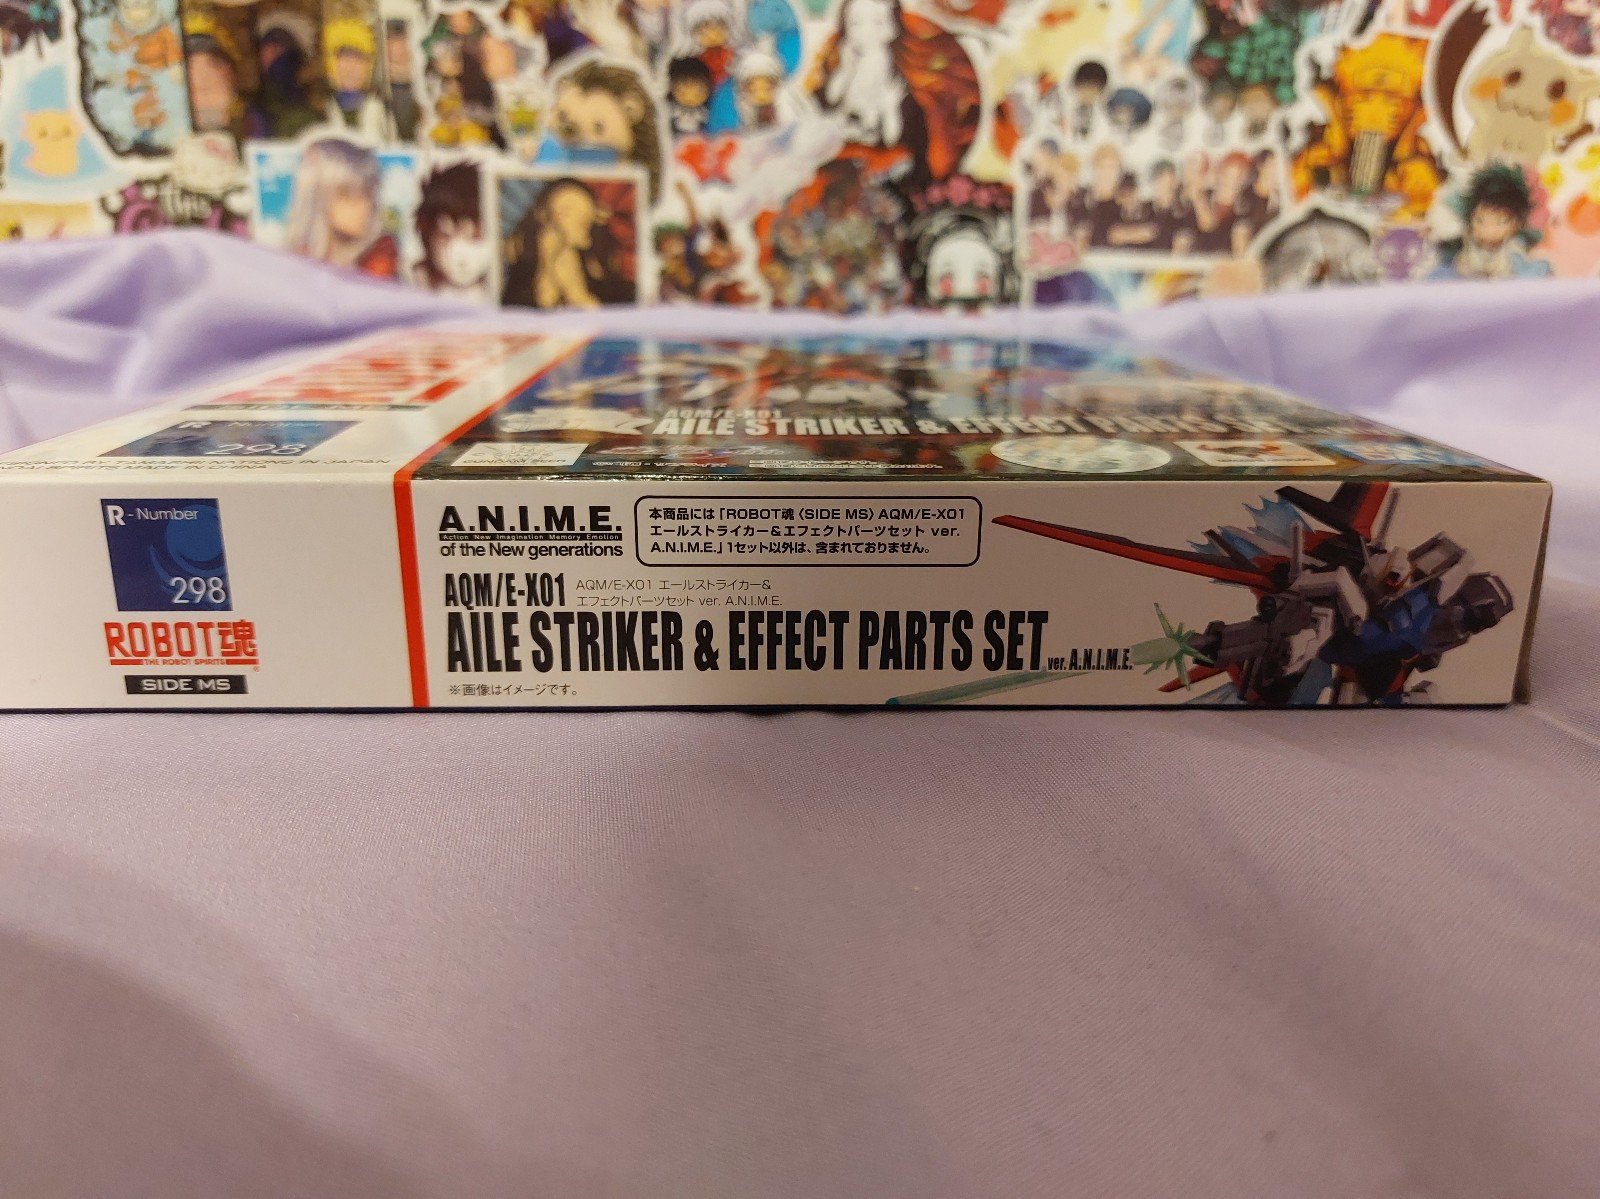 R - Number
298
AQM/E-X01
AILE STRIKER & EFFECT PARTS SET
R - Number
298
ROBOT魂
THE ROBOT SPIRITS
SIDE MS
A.N.I.M.E.
Action New Imagination Memory Emotion
of the New generations
本商品には「ROBOT魂〈SIDE MS〉AQM/E-X01
エールストライカー&エフェクトパーツセット ver.
A.N.I.M.E.」1セット以外は、含まれておりません。
AQM/E-X01
AQM/E-X01 エールストライカー&
エフェクトパーツセット ver. A.N.I.M.E.
AILE STRIKER & EFFECT PARTS SET ver. A.N.I.M.E.
※画像はイメージです。